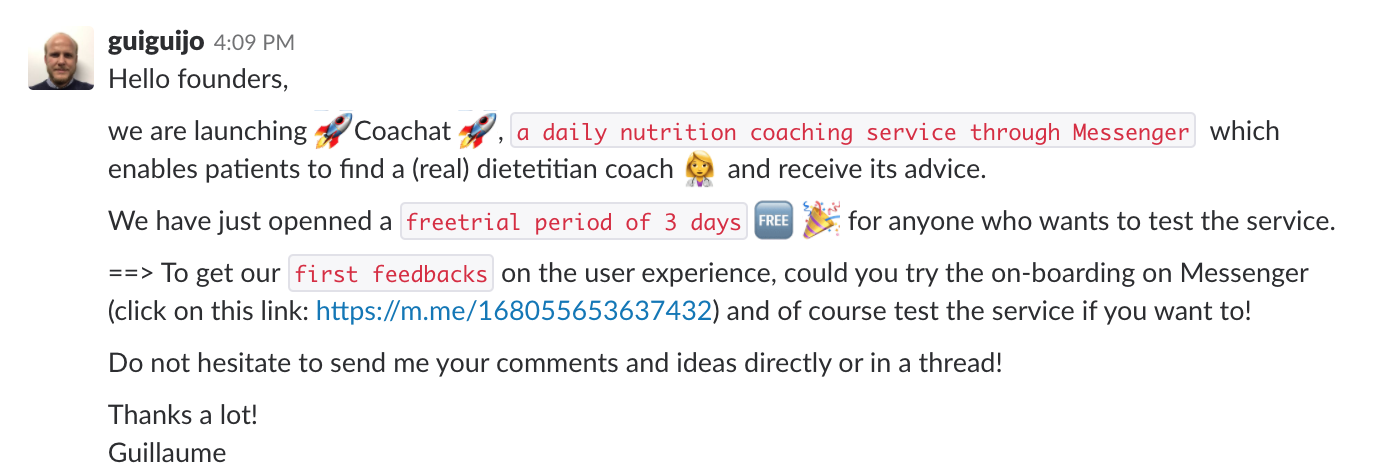 guiguijo 4:09 PM
Hello founders,
we are launching 🚀Coachat 🚀, a daily nutrition coaching service through Messenger which
enables patients to find a (real) dietetitian coach 👩‍⚕️ and receive its advice.
We have just openned a freetrial period of 3 days 🆓 🎉 for anyone who wants to test the service.
==> To get our first feedbacks on the user experience, could you try the on-boarding on Messenger
(click on this link: https://m.me/168055653637432) and of course test the service if you want to!
Do not hesitate to send me your comments and ideas directly or in a thread!
Thanks a lot!
Guillaume